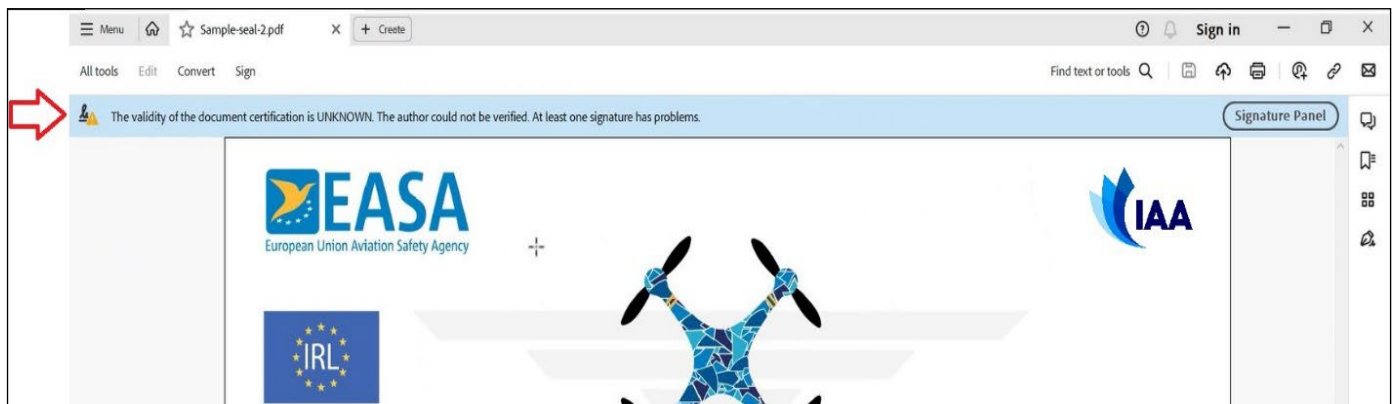 Menu Sample-seal-2.pdf X + Create Sign in
All tools Edit Convert Sign Find text or tools
The validity of the document certification is UNKNOWN. The author could not be verified. At least one signature has problems. Signature Panel
EASA
European Union Aviation Safety Agency
IAA
IRL